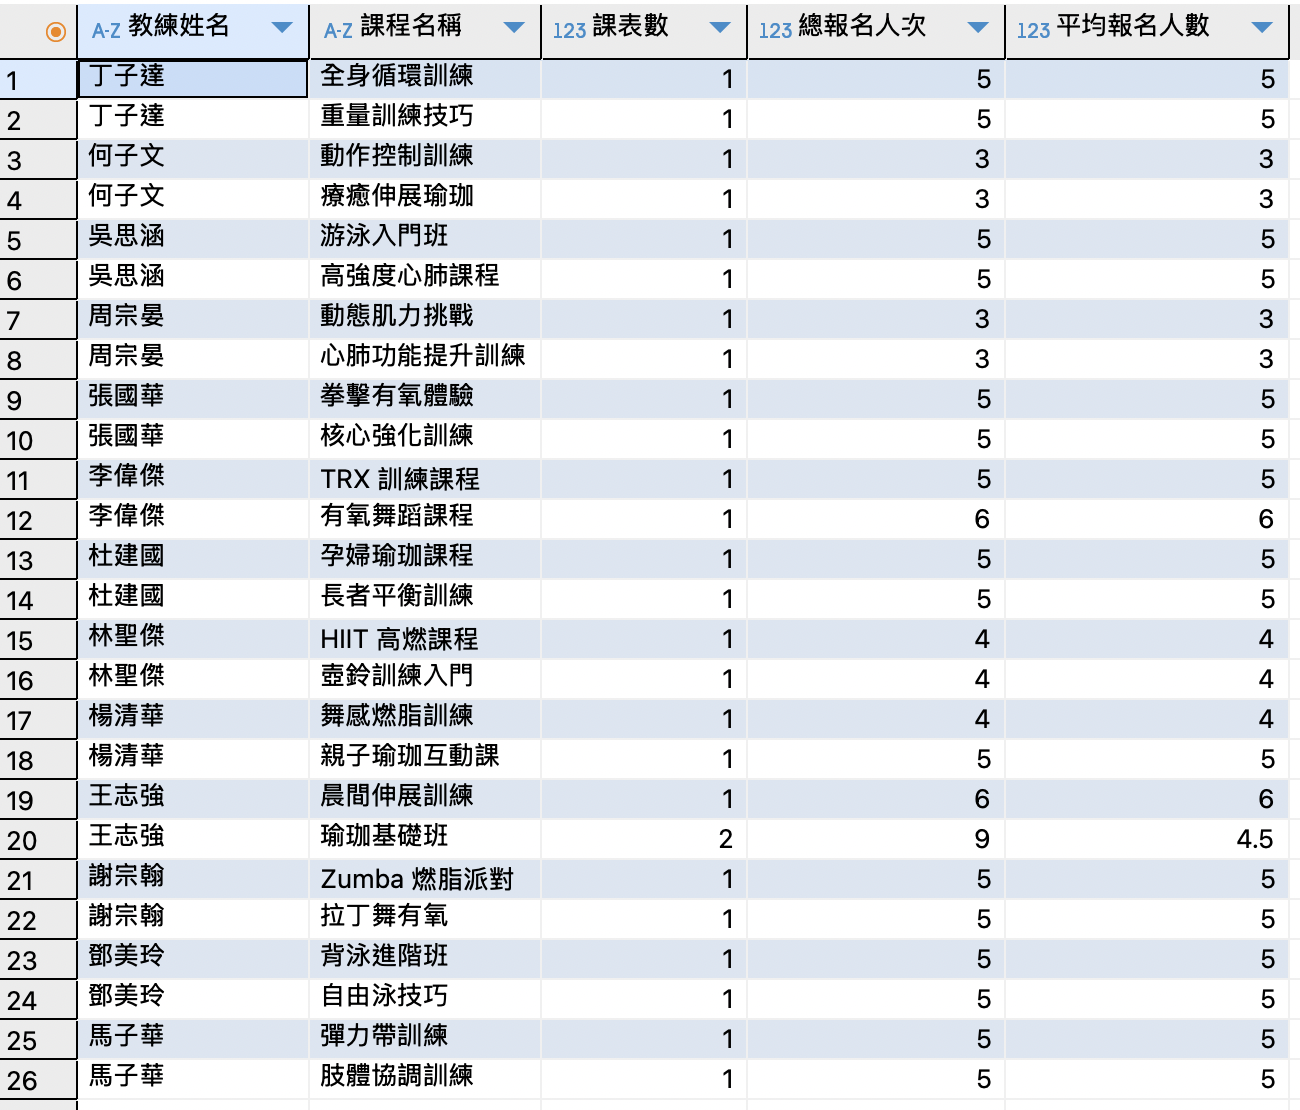 A-Z 教練姓名 A-Z 課程名稱 123 課表數 123 總報名人次 123 平均報名人數
1 丁子達 全身循環訓練 1 5 5
2 丁子達 重量訓練技巧 1 5 5
3 何子文 動作控制訓練 1 3 3
4 何子文 療癒伸展瑜珈 1 3 3
5 吳思涵 游泳入門班 1 5 5
6 吳思涵 高強度心肺課程 1 5 5
7 周宗晏 動態肌力挑戰 1 3 3
8 周宗晏 心肺功能提升訓練 1 3 3
9 張國華 拳擊有氧體驗 1 5 5
10 張國華 核心強化訓練 1 5 5
11 李偉傑 TRX 訓練課程 1 5 5
12 李偉傑 有氧舞蹈課程 1 6 6
13 杜建國 孕婦瑜珈課程 1 5 5
14 杜建國 長者平衡訓練 1 5 5
15 林聖傑 HIIT 高燃課程 1 4 4
16 林聖傑 壺鈴訓練入門 1 4 4
17 楊清華 舞感燃脂訓練 1 4 4
18 楊清華 親子瑜珈互動課 1 5 5
19 王志強 晨間伸展訓練 1 6 6
20 王志強 瑜珈基礎班 2 9 4.5
21 謝宗翰 Zumba 燃脂派對 1 5 5
22 謝宗翰 拉丁舞有氧 1 5 5
23 鄧美玲 背泳進階班 1 5 5
24 鄧美玲 自由泳技巧 1 5 5
25 馬子華 彈力帶訓練 1 5 5
26 馬子華 肢體協調訓練 1 5 5